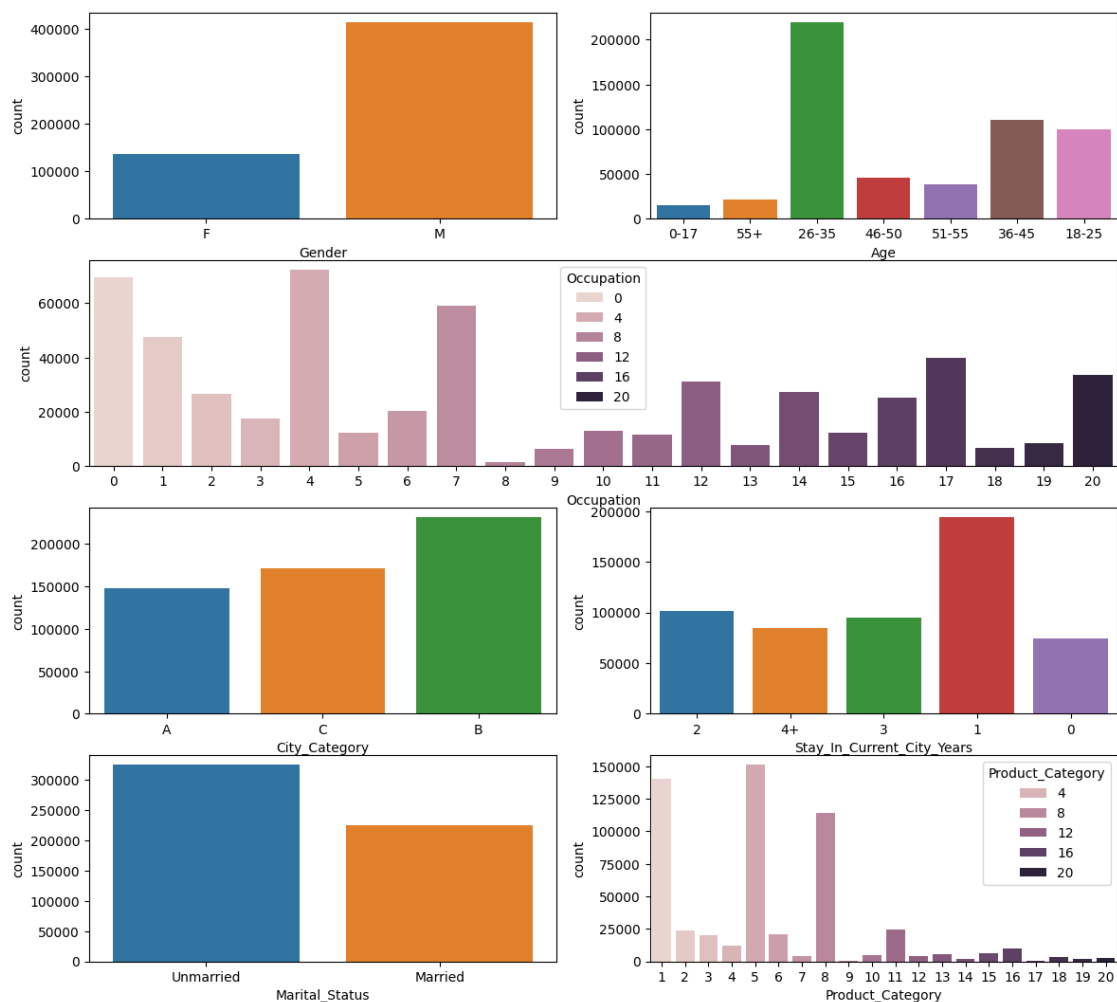 400000
300000
200000
100000
0
count
F M
Gender
200000
150000
100000
50000
0
count
0-17 55+ 26-35 46-50 51-55 36-45 18-25
Age
60000
40000
20000
0
count
Occupation
0
4
8
12
16
20
0 1 2 3 4 5 6 7 8 9 10 11 12 13 14 15 16 17 18 19 20
Occupation
200000
150000
100000
50000
0
count
A C B
City_Category
200000
150000
100000
50000
0
count
2 4+ 3 1 0
Stay_In_Current_City_Years
300000
250000
200000
150000
100000
50000
0
count
Unmarried Married
Marital_Status
150000
125000
100000
75000
50000
25000
0
count
Product_Category
4
8
12
16
20
1 2 3 4 5 6 7 8 9 10 11 12 13 14 15 16 17 18 19 20
Product_Category